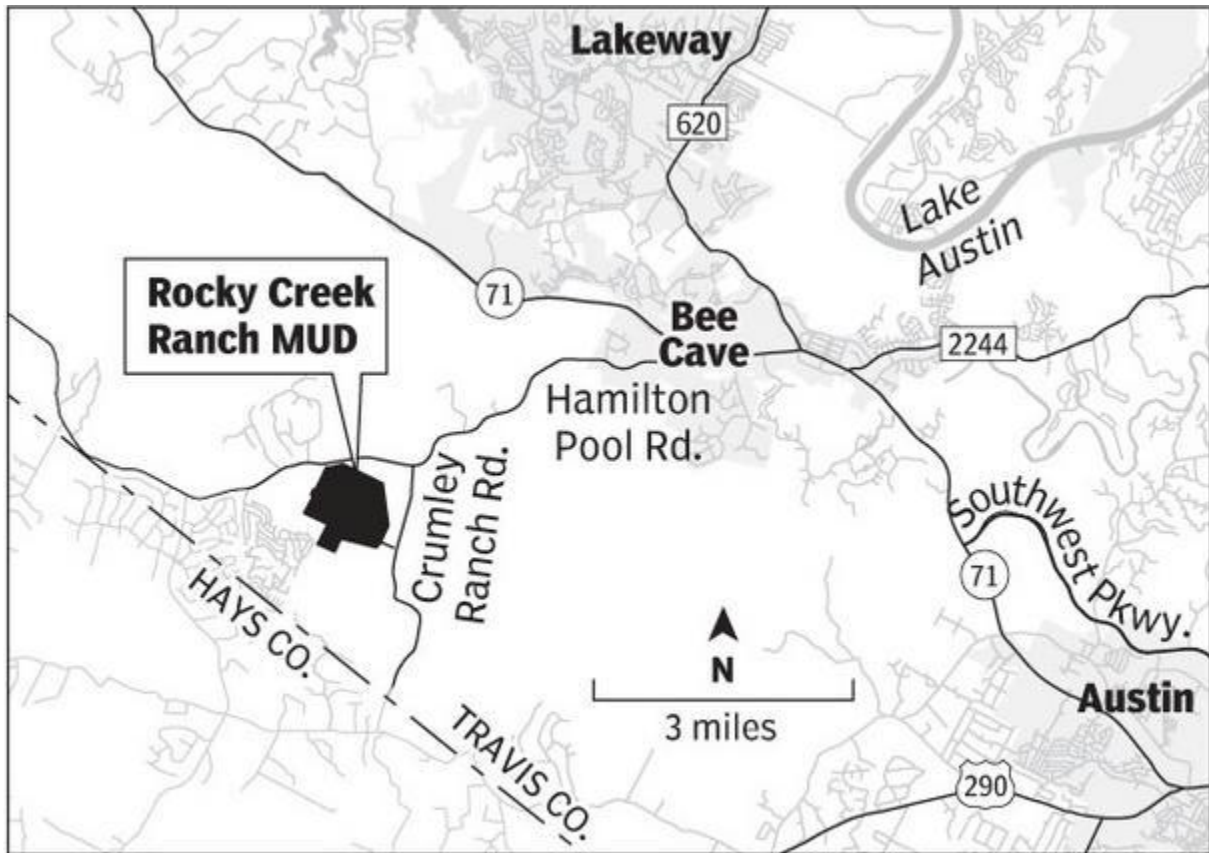 Lakeway
620
Lake
Austin
Rocky Creek
Ranch MUD
71
Bee
Cave
2244
Hamilton
Pool Rd.
Crumley
Ranch Rd.
Southwest Pkwy.
71
HAYS CO.
N
3 miles
Austin
TRAVIS CO.
290